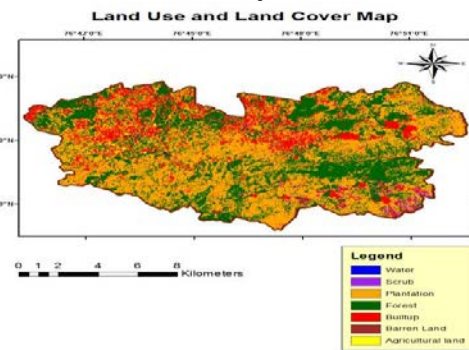 Land Use and Land Cover Map
76°42'0"E 76°45'0"E 76°48'0"E 76°51'0"E
N
W E
S
0 1 2 4 6 8
Kilometers
Legend
Water
Scrub
Plantation
Forest
Builtup
Barren Land
Agricultural land